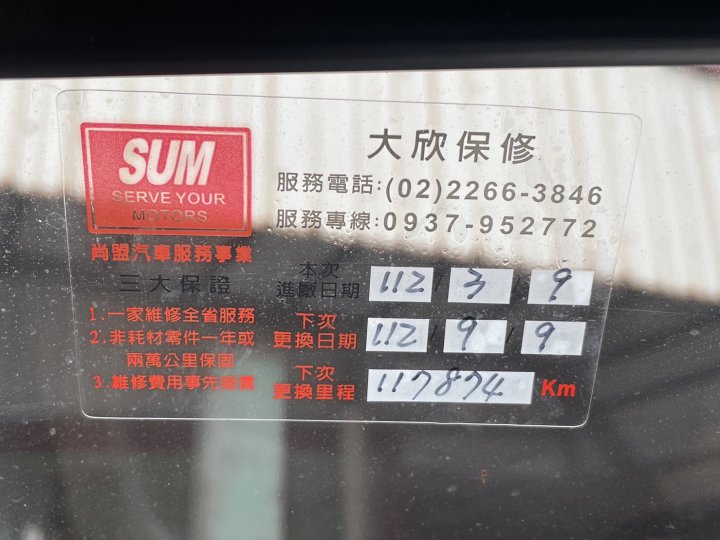 SUM
SERVE YOUR
MOTORS
尚盟汽車服務事業
三大保證
1.一家維修全省服務
2.非耗材零件一年或
兩萬公里保固
3.維修費用事先報價
大欣保修
服務電話:(02)2266-3846
服務專線:0937-952772
本次
進廠日期 112 / 3 / 9
下次
更換日期 112 / 9 / 9
下次
更換里程 117874 Km